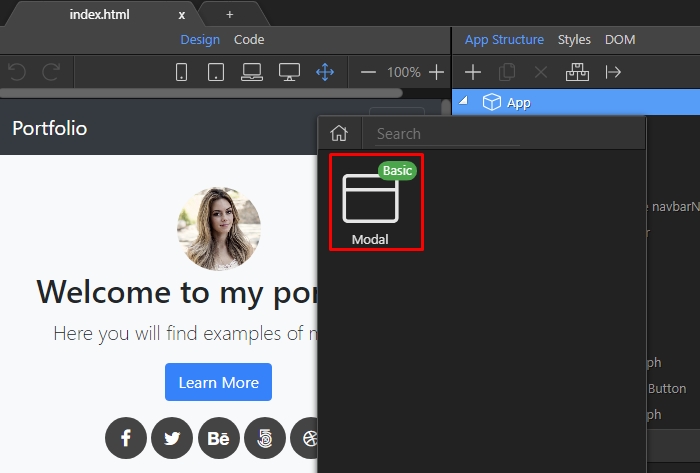 index.html x +
Design Code
App Structure Styles DOM
100%
App
Portfolio
Search
Basic
Modal
navbarN
Welcome to my por
Here you will find examples of m
Learn More
Bē
ph
Button
ph